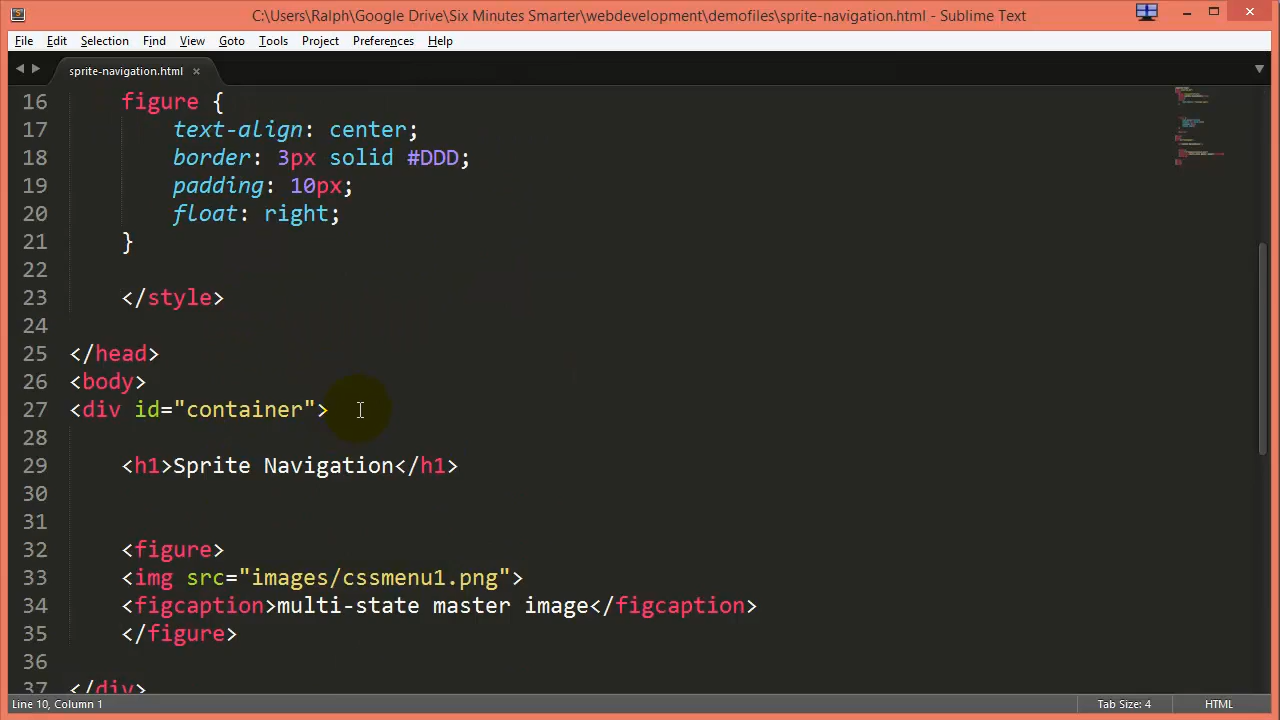 C:\Users\Ralph\Google Drive\Six Minutes Smarter\webdevelopment\demofiles\sprite-navigation.html - Sublime Text
File Edit Selection Find View Goto Tools Project Preferences Help
sprite-navigation.html ×
16 figure {
17 text-align: center;
18 border: 3px solid #DDD;
19 padding: 10px;
20 float: right;
21 }
22
23 </style>
24
25 </head>
26 <body>
27 <div id="container">
28
29 <h1>Sprite Navigation</h1>
30
31
32 <figure>
33 <img src="images/cssmenu1.png">
34 <figcaption>multi-state master image</figcaption>
35 </figure>
36
37 </div>
Line 10, Column 1 Tab Size: 4 HTML